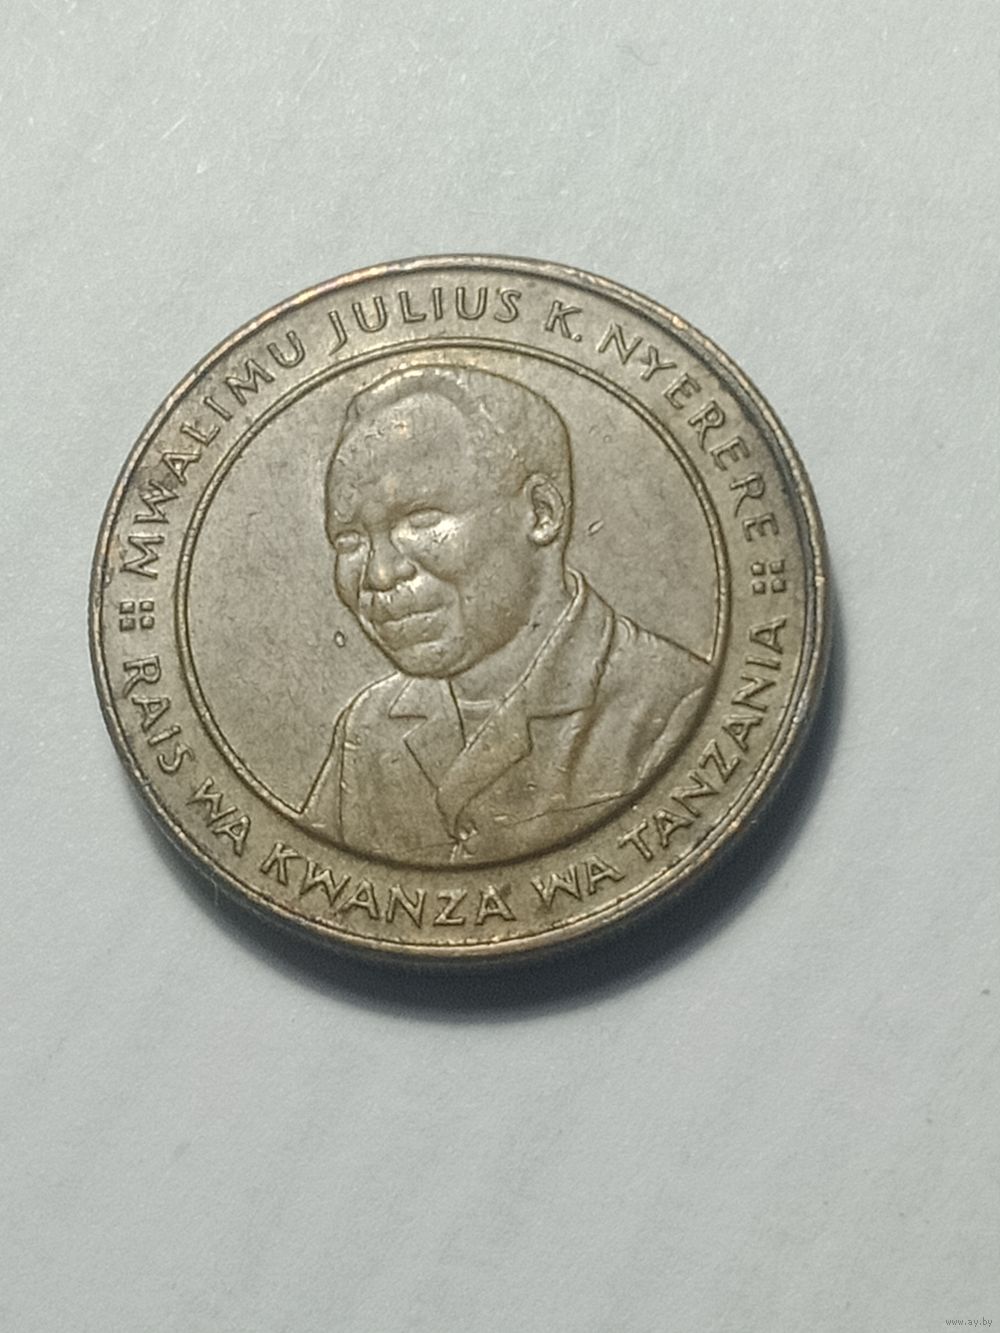 MWALIMU JULIUS K. NYERERE
RAIS WA KWANZA WA TANZANIA
www.ay.by